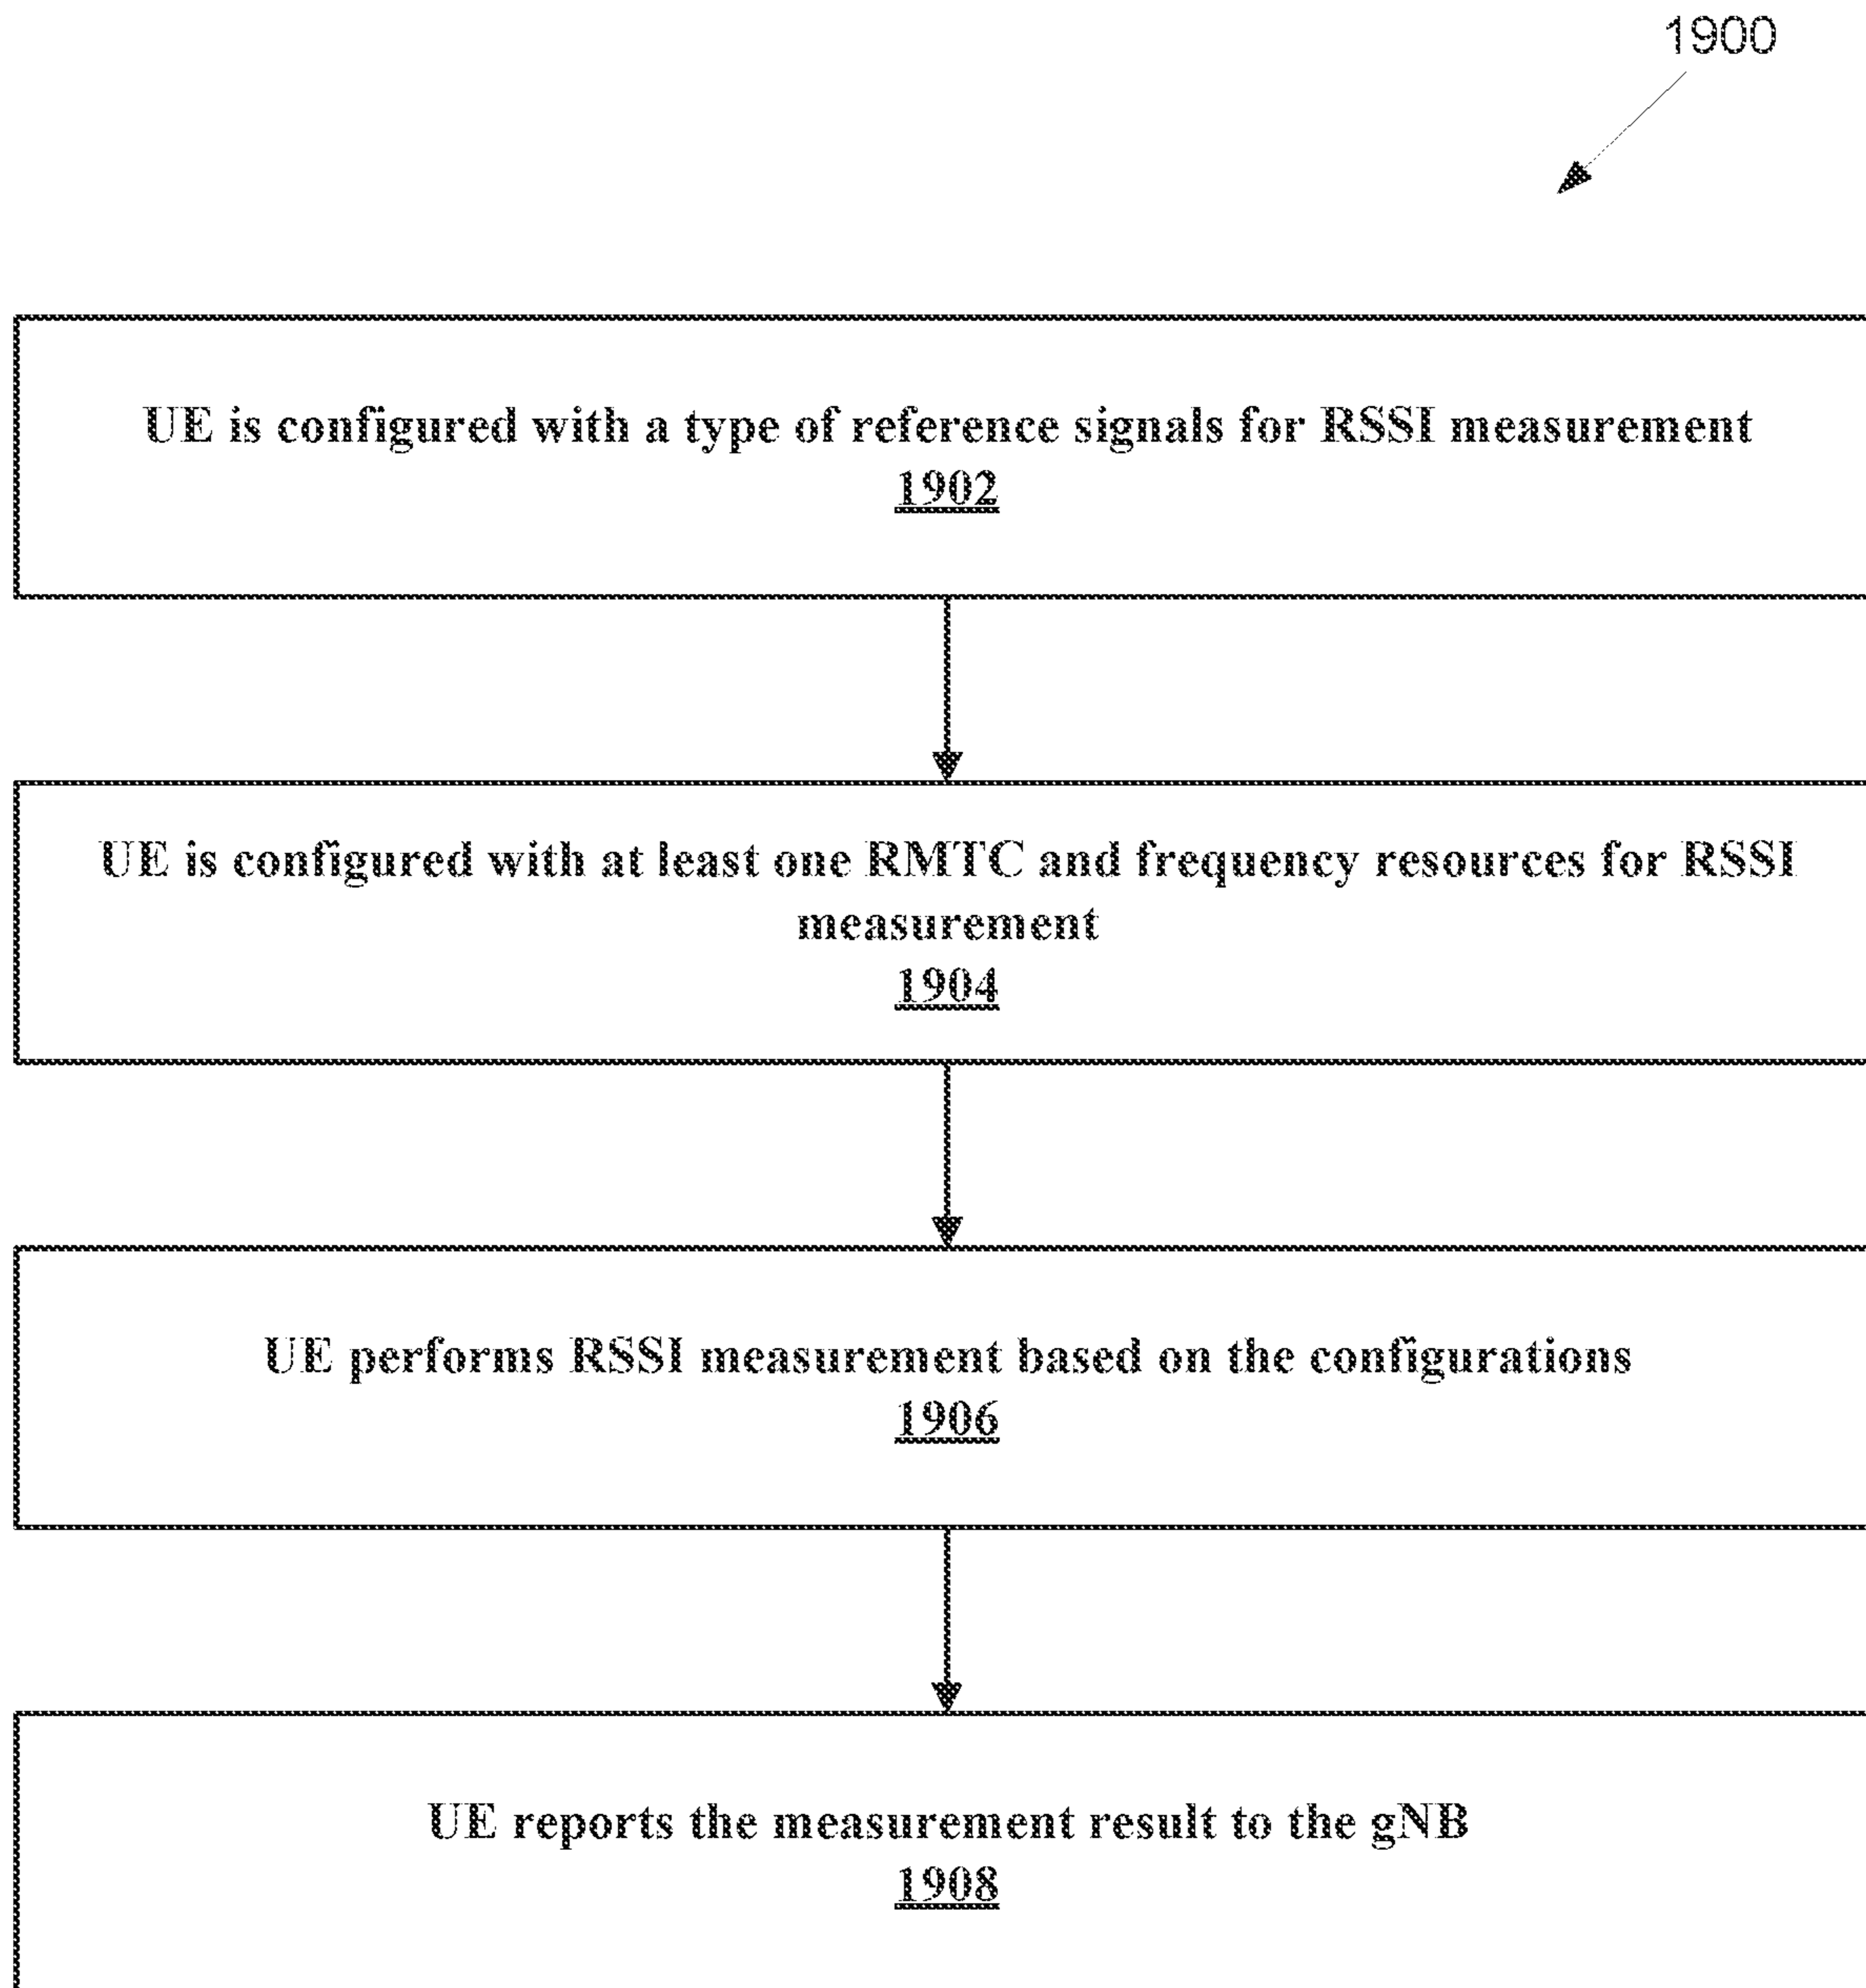 1900
UE is configured with a type of reference signals for RSSI measurement
1902
UE is configured with at least one RMTC and frequency resources for RSSI
measurement
1904
UE performs RSSI measurement based on the configurations
1906
UE reports the measurement result to the gNB
1908